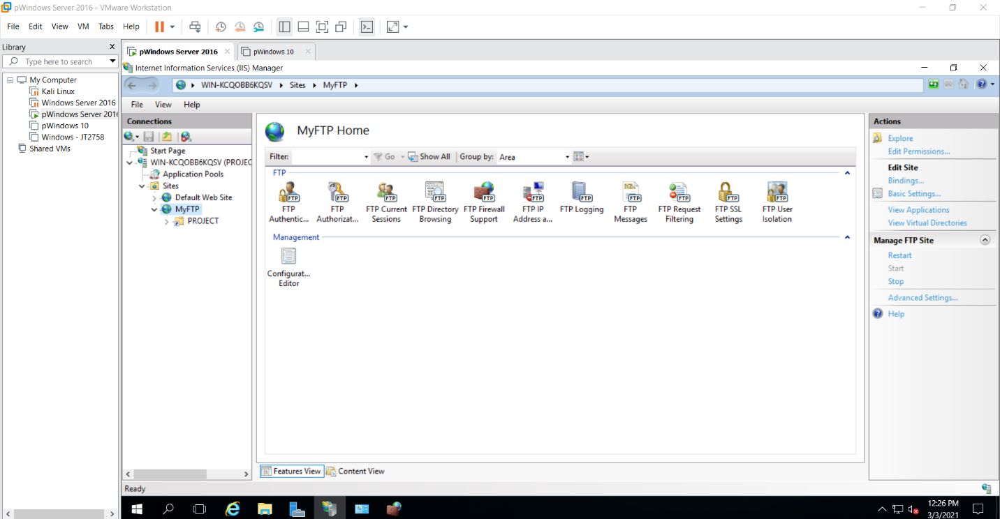 pWindows Server 2016 - VMware Workstation
File Edit View VM Tabs Help
Library
Type here to search
My Computer
Kali Linux
Windows Server 2016
pWindows Server 2016
pWindows 10
Windows - JT2758
Shared VMs
pWindows Server 2016 pWindows 10
Internet Information Services (IIS) Manager
WIN-KCQOBB6KQSV Sites MyFTP
File View Help
Connections
Start Page
WIN-KCQOBB6KQSV (PROJEC
Application Pools
Sites
Default Web Site
MyFTP
PROJECT
MyFTP Home
Filter: Go Show All Group by: Area
FTP
FTP Authentic...
FTP Authorizat...
FTP Current Sessions
FTP Directory Browsing
FTP Firewall Support
FTP IP Address a...
FTP Logging
FTP Messages
FTP Request Filtering
FTP SSL Settings
FTP User Isolation
Management
Configurat...
Editor
Features View Content View
Actions
Explore
Edit Permissions...
Edit Site
Bindings...
Basic Settings...
View Applications
View Virtual Directories
Manage FTP Site
Restart
Start
Stop
Advanced Settings...
Help
Ready
12:26 PM
3/3/2021